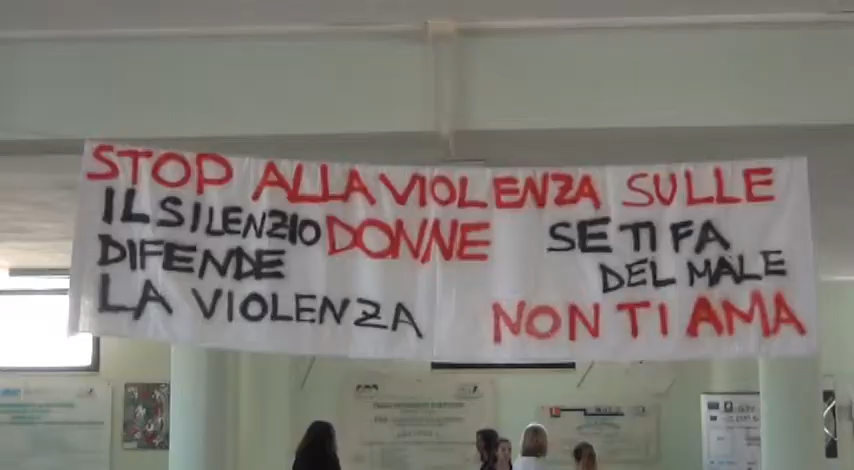 STOP ALLA VIOLENZA SULLE
DONNE
IL SILENZIO
DIFENDE
LA VIOLENZA
SE TI FA
DEL MALE
NON TI AMA